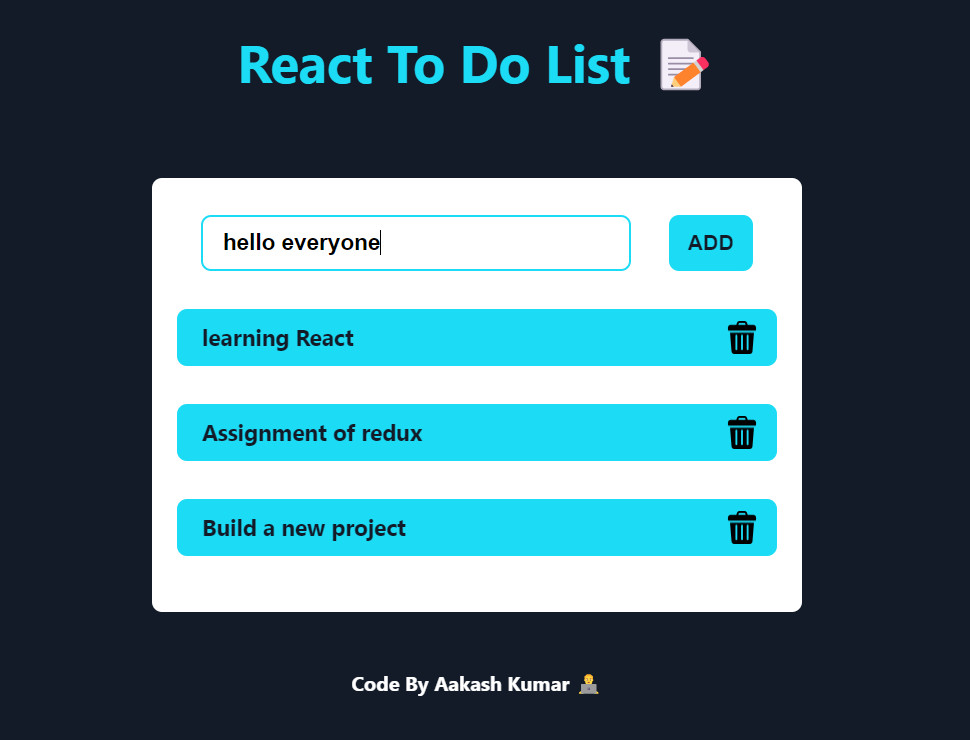 React To Do List
hello everyone
ADD
learning React
Assignment of redux
Build a new project
Code By Aakash Kumar